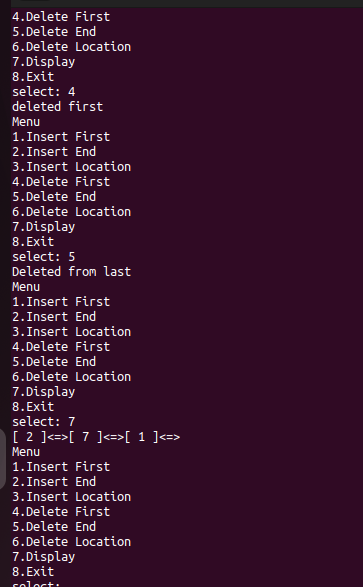 4.Delete First
5.Delete End
6.Delete Location
7.Display
8.Exit
select: 4
deleted first
Menu
1.Insert First
2.Insert End
3.Insert Location
4.Delete First
5.Delete End
6.Delete Location
7.Display
8.Exit
select: 5
Deleted from last
Menu
1.Insert First
2.Insert End
3.Insert Location
4.Delete First
5.Delete End
6.Delete Location
7.Display
8.Exit
select: 7
[ 2 ]<=>[ 7 ]<=>[ 1 ]<=>
Menu
1.Insert First
2.Insert End
3.Insert Location
4.Delete First
5.Delete End
6.Delete Location
7.Display
8.Exit
select: